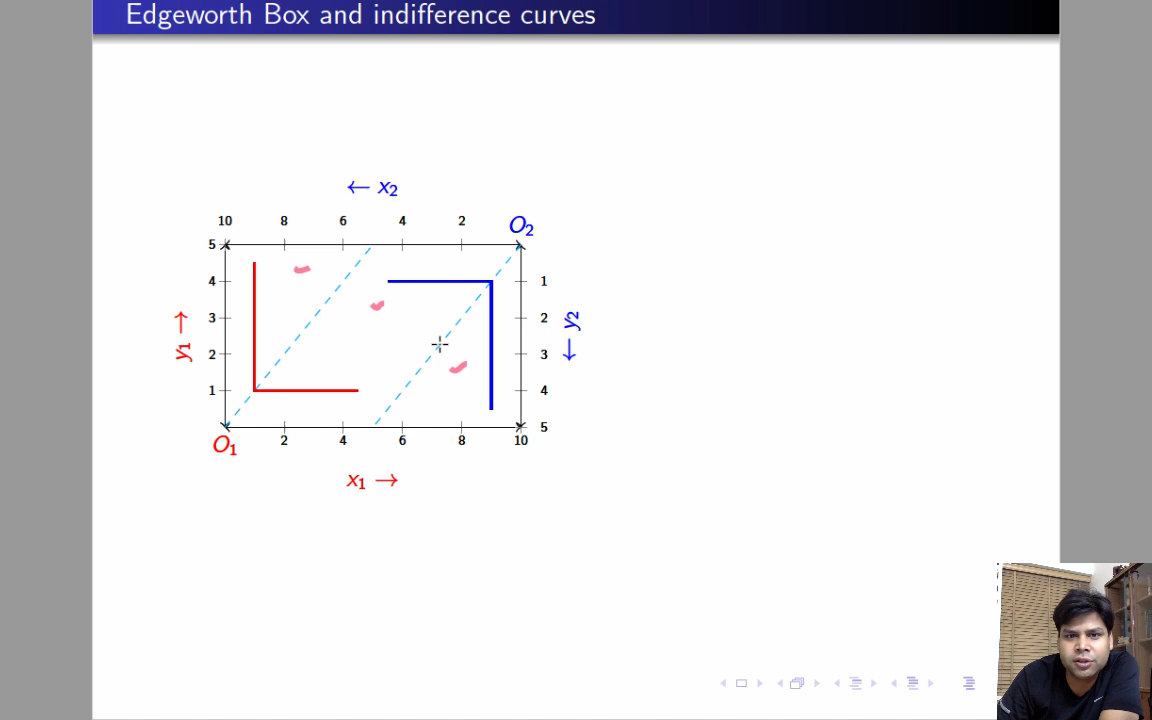 Edgeworth Box and indifference curves
← x₂
10 8 6 4 2 O₂
5
4 1
3 2
2 3
1 4
5
y₁ →
← y₂
O₁ 2 4 6 8 10
x₁ →